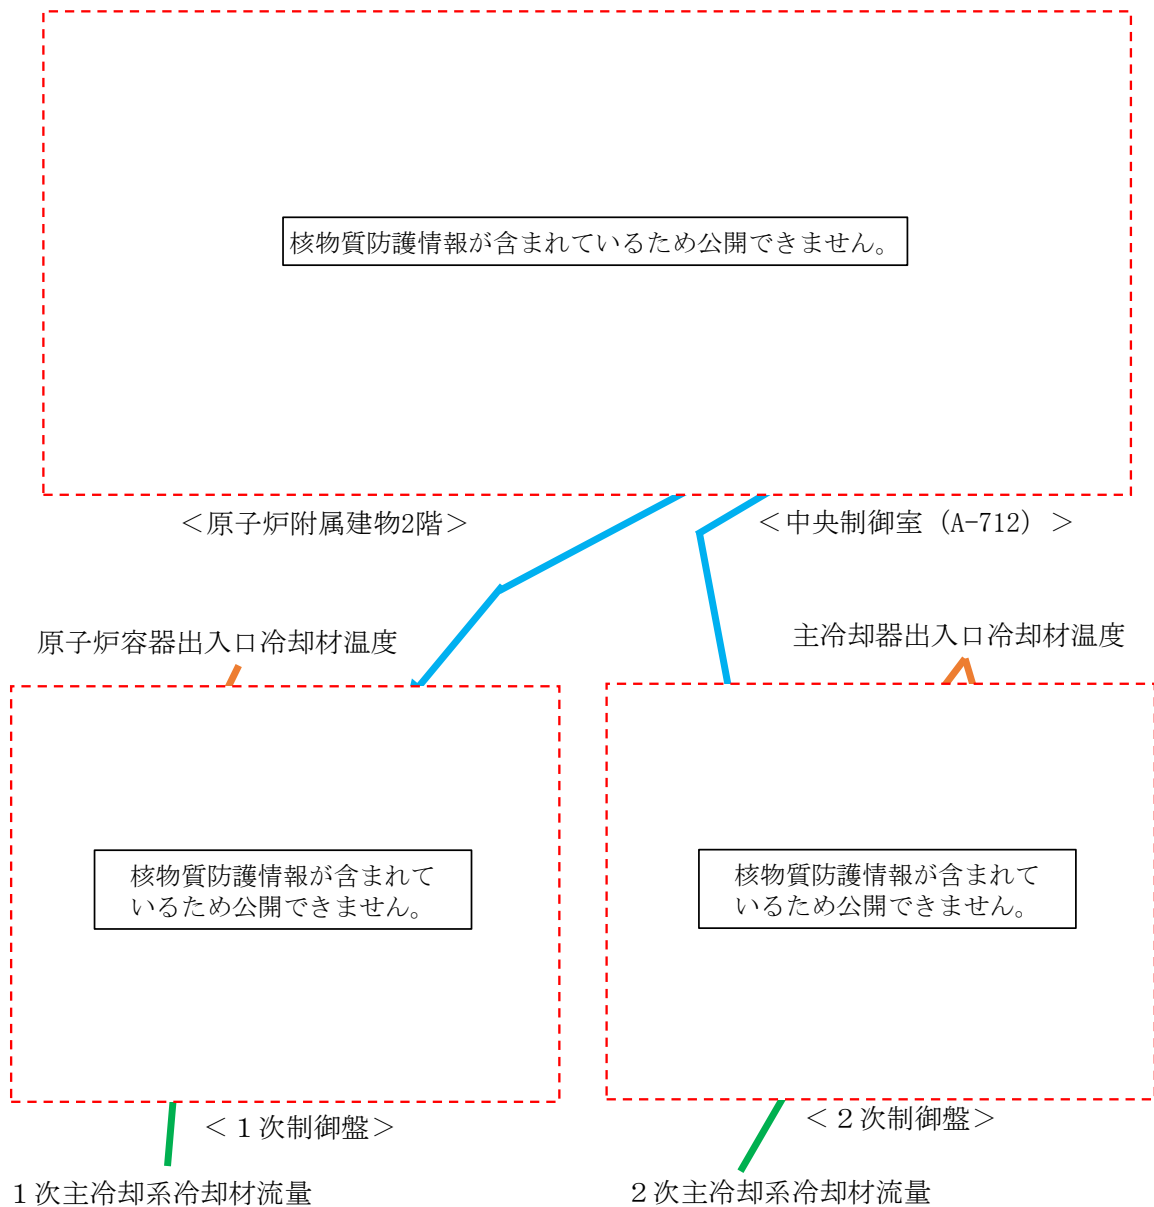 核物質防護情報が含まれているため公開できません。
＜原子炉附属建物2階＞
＜中央制御室（A-712）＞
原子炉容器出入口冷却材温度
主冷却器出入口冷却材温度
核物質防護情報が含まれて
いるため公開できません。
核物質防護情報が含まれて
いるため公開できません。
＜１次制御盤＞
＜２次制御盤＞
１次主冷却系冷却材流量
２次主冷却系冷却材流量